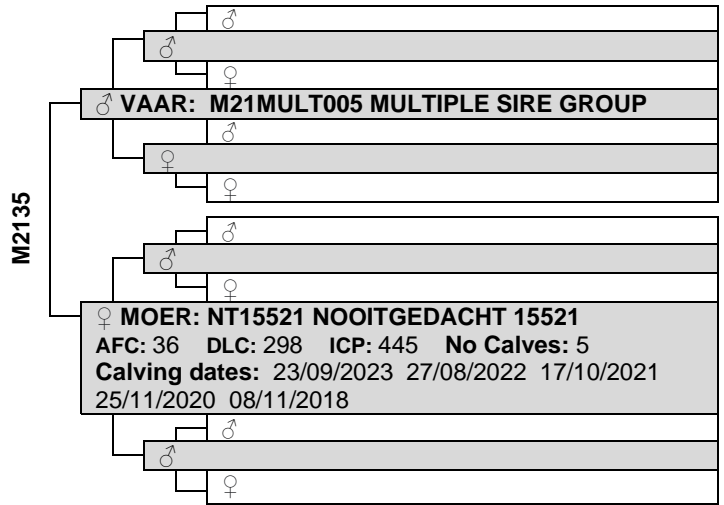 ♂
♂
♀
♂ VAAR: M21MULT005 MULTIPLE SIRE GROUP
♂
♀
♀
M2135
♂
♂
♀
♀ MOER: NT15521 NOOITGEDACHT 15521
AFC: 36 DLC: 298 ICP: 445 No Calves: 5
Calving dates: 23/09/2023 27/08/2022 17/10/2021
25/11/2020 08/11/2018
♂
♂
♀